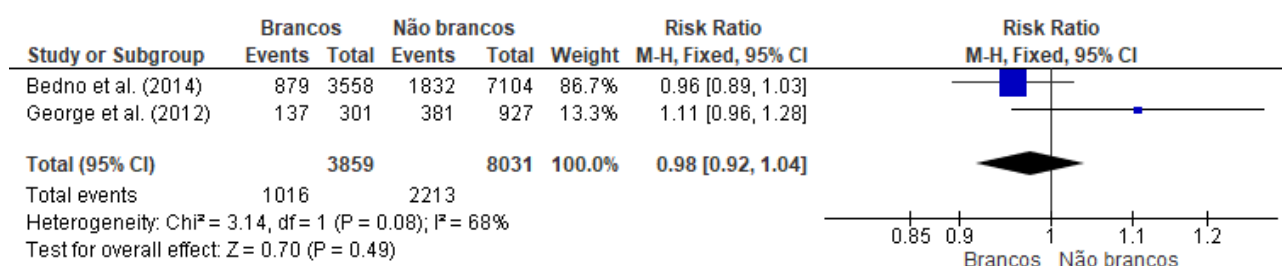 Brancos Não brancos Risk Ratio Risk Ratio
Study or Subgroup Events Total Events Total Weight M-H, Fixed, 95% CI M-H, Fixed, 95% CI
Bedno et al. (2014) 879 3558 1832 7104 86.7% 0.96 [0.89, 1.03]
George et al. (2012) 137 301 381 927 13.3% 1.11 [0.96, 1.28]
Total (95% CI) 3859 8031 100.0% 0.98 [0.92, 1.04]
Total events 1016 2213
Heterogeneity: Chi² = 3.14, df = 1 (P = 0.08); I² = 68%
Test for overall effect: Z = 0.70 (P = 0.49)
0.85 0.9 1 1.1 1.2
Brancos Não brancos